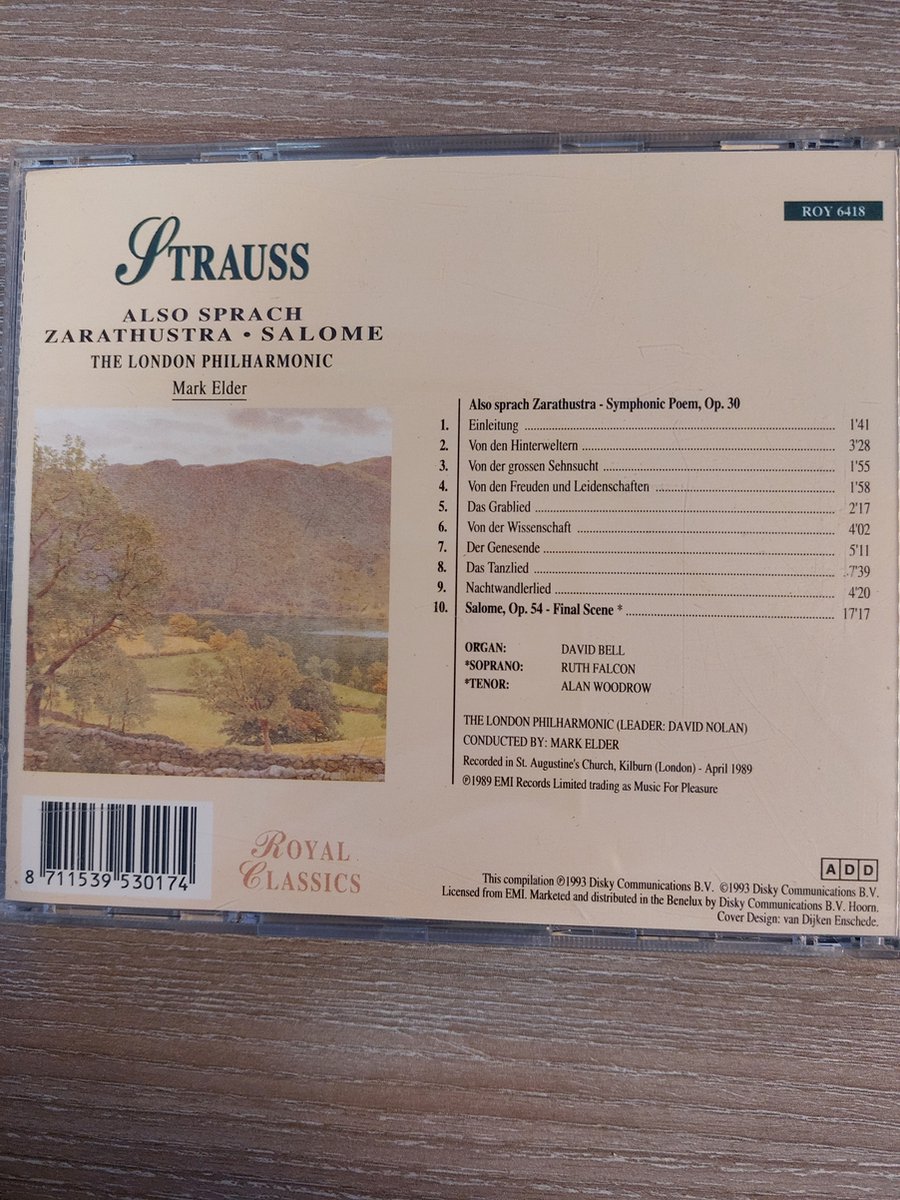 ROY 6418
STRAUSS
ALSO SPRACH
ZARATHUSTRA • SALOME
THE LONDON PHILHARMONIC
Mark Elder
Also sprach Zarathustra - Symphonic Poem, Op. 30
1. Einleitung 1'41
2. Von den Hinterweltern 3'28
3. Von der grossen Sehnsucht 1'55
4. Von den Freuden und Leidenschaften 1'58
5. Das Grablied 2'17
6. Von der Wissenschaft 4'02
7. Der Genesende 5'11
8. Das Tanzlied 7'39
9. Nachtwandlerlied 4'20
10. Salome, Op. 54 - Final Scene * 17'17
ORGAN: DAVID BELL
*SOPRANO: RUTH FALCON
*TENOR: ALAN WOODROW
THE LONDON PHILHARMONIC (LEADER: DAVID NOLAN)
CONDUCTED BY: MARK ELDER
Recorded in St. Augustine's Church, Kilburn (London) - April 1989
℗1989 EMI Records Limited trading as Music For Pleasure
8 711539 530174
ROYAL
CLASSICS
ADD
This compilation ℗1993 Disky Communications B.V. ©1993 Disky Communications B.V.
Licensed from EMI. Marketed and distributed in the Benelux by Disky Communications B.V. Hoorn.
Cover Design: van Dijken Enschede.